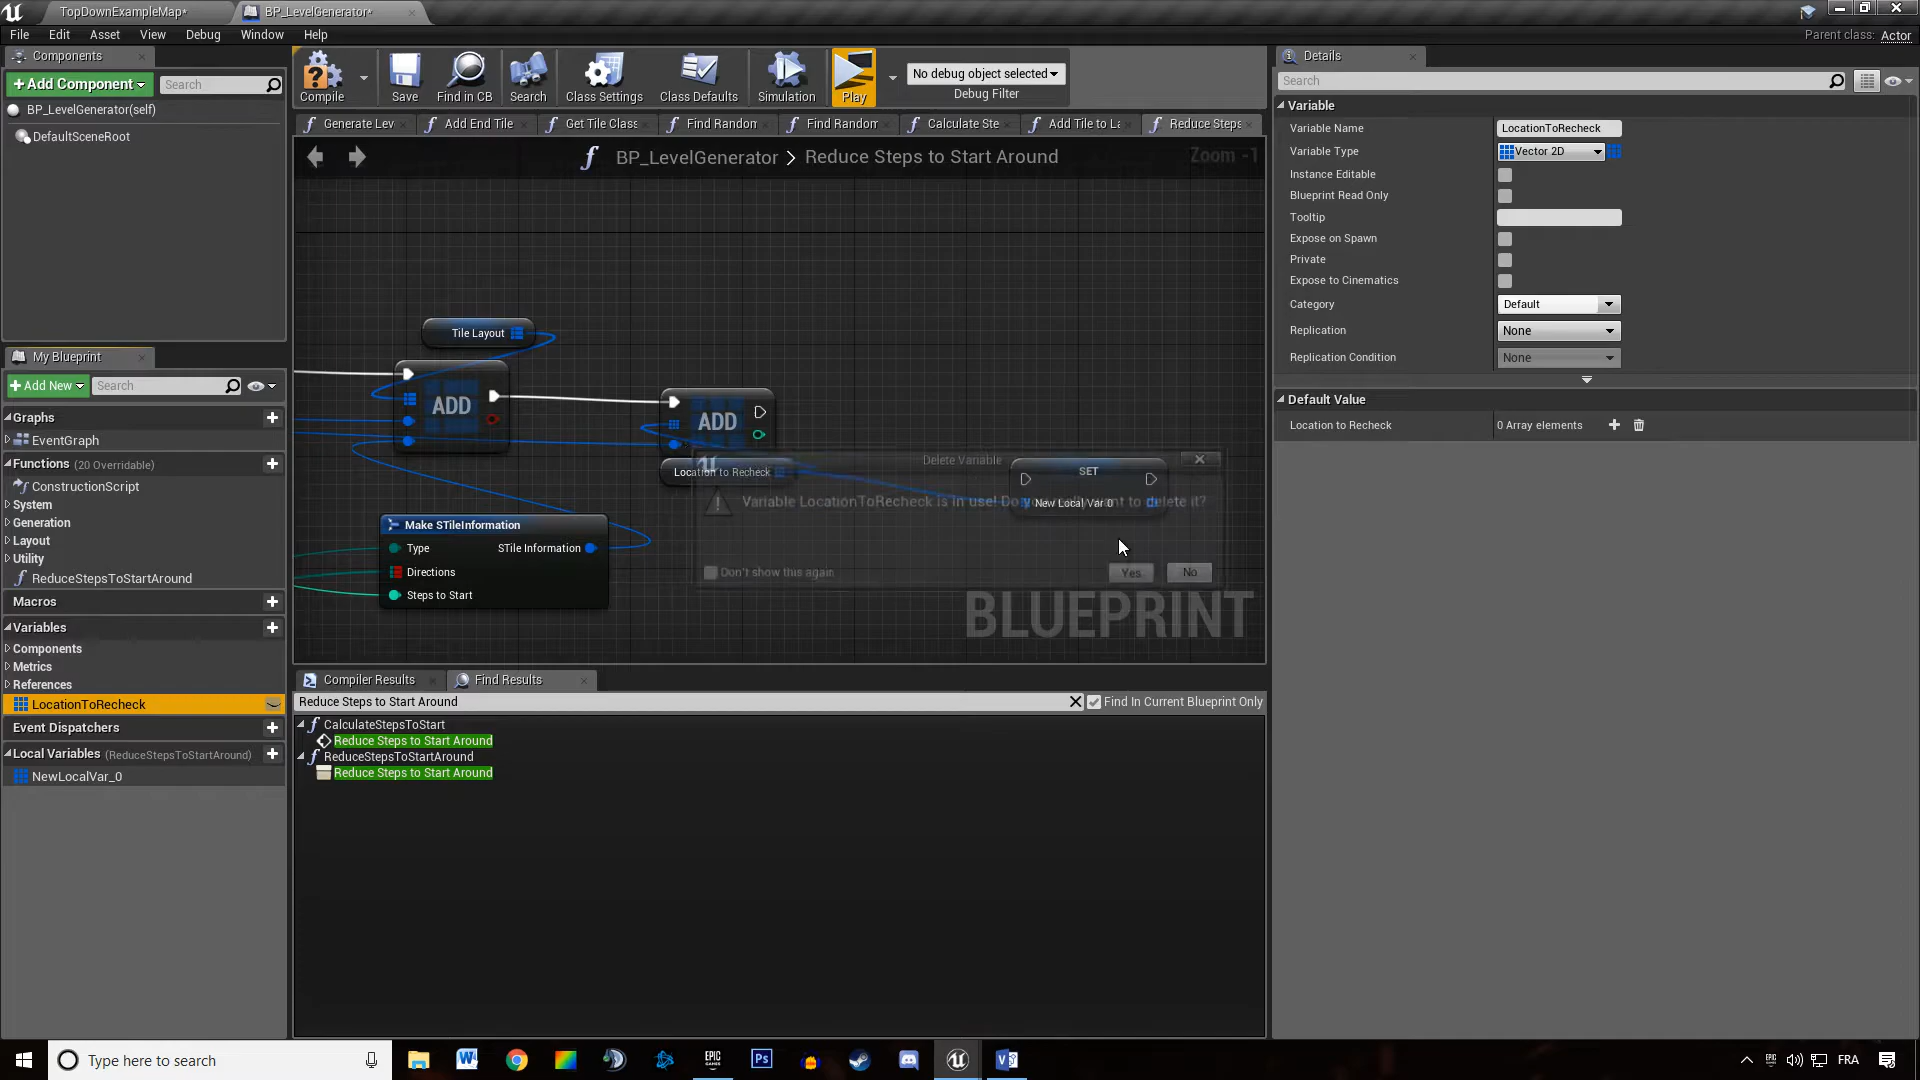 TopDownExampleMap*
BP_LevelGenerator*
File Edit Asset View Debug Window Help
Parent class: Actor
Components
+Add Component
Search
BP_LevelGenerator(self)
DefaultSceneRoot
Compile
Save
Find in CB
Search
Class Settings
Class Defaults
Simulation
Play
No debug object selected
Debug Filter
Generate Lev
Add End Tile
Get Tile Class
Find Random
Find Random
Calculate Ste
Add Tile to La
Reduce Steps
BP_LevelGenerator > Reduce Steps to Start Around
Zoom -1
Tile Layout
ADD
ADD
Location to Recheck
SET
New Local Var 0
Delete Variable
Variable LocationToRecheck is in use! Do you really want to delete it?
Don't show this again
Yes
No
Make STileInformation
Type
STile Information
Directions
Steps to Start
BLUEPRINT
My Blueprint
+Add New
Search
Graphs
EventGraph
Functions (20 Overridable)
ConstructionScript
System
Generation
Layout
Utility
ReduceStepsToStartAround
Macros
Variables
Components
Metrics
References
LocationToRecheck
Event Dispatchers
Local Variables (ReduceStepsToStartAround)
NewLocalVar_0
Compiler Results
Find Results
Reduce Steps to Start Around
Find In Current Blueprint Only
CalculateStepsToStart
Reduce Steps to Start Around
ReduceStepsToStartAround
Reduce Steps to Start Around
Details
Search
Variable
Variable Name LocationToRecheck
Variable Type Vector 2D
Instance Editable
Blueprint Read Only
Tooltip
Expose on Spawn
Private
Expose to Cinematics
Category Default
Replication None
Replication Condition None
Default Value
Location to Recheck 0 Array elements
Type here to search
EPIC GAMES
Ps
FRA